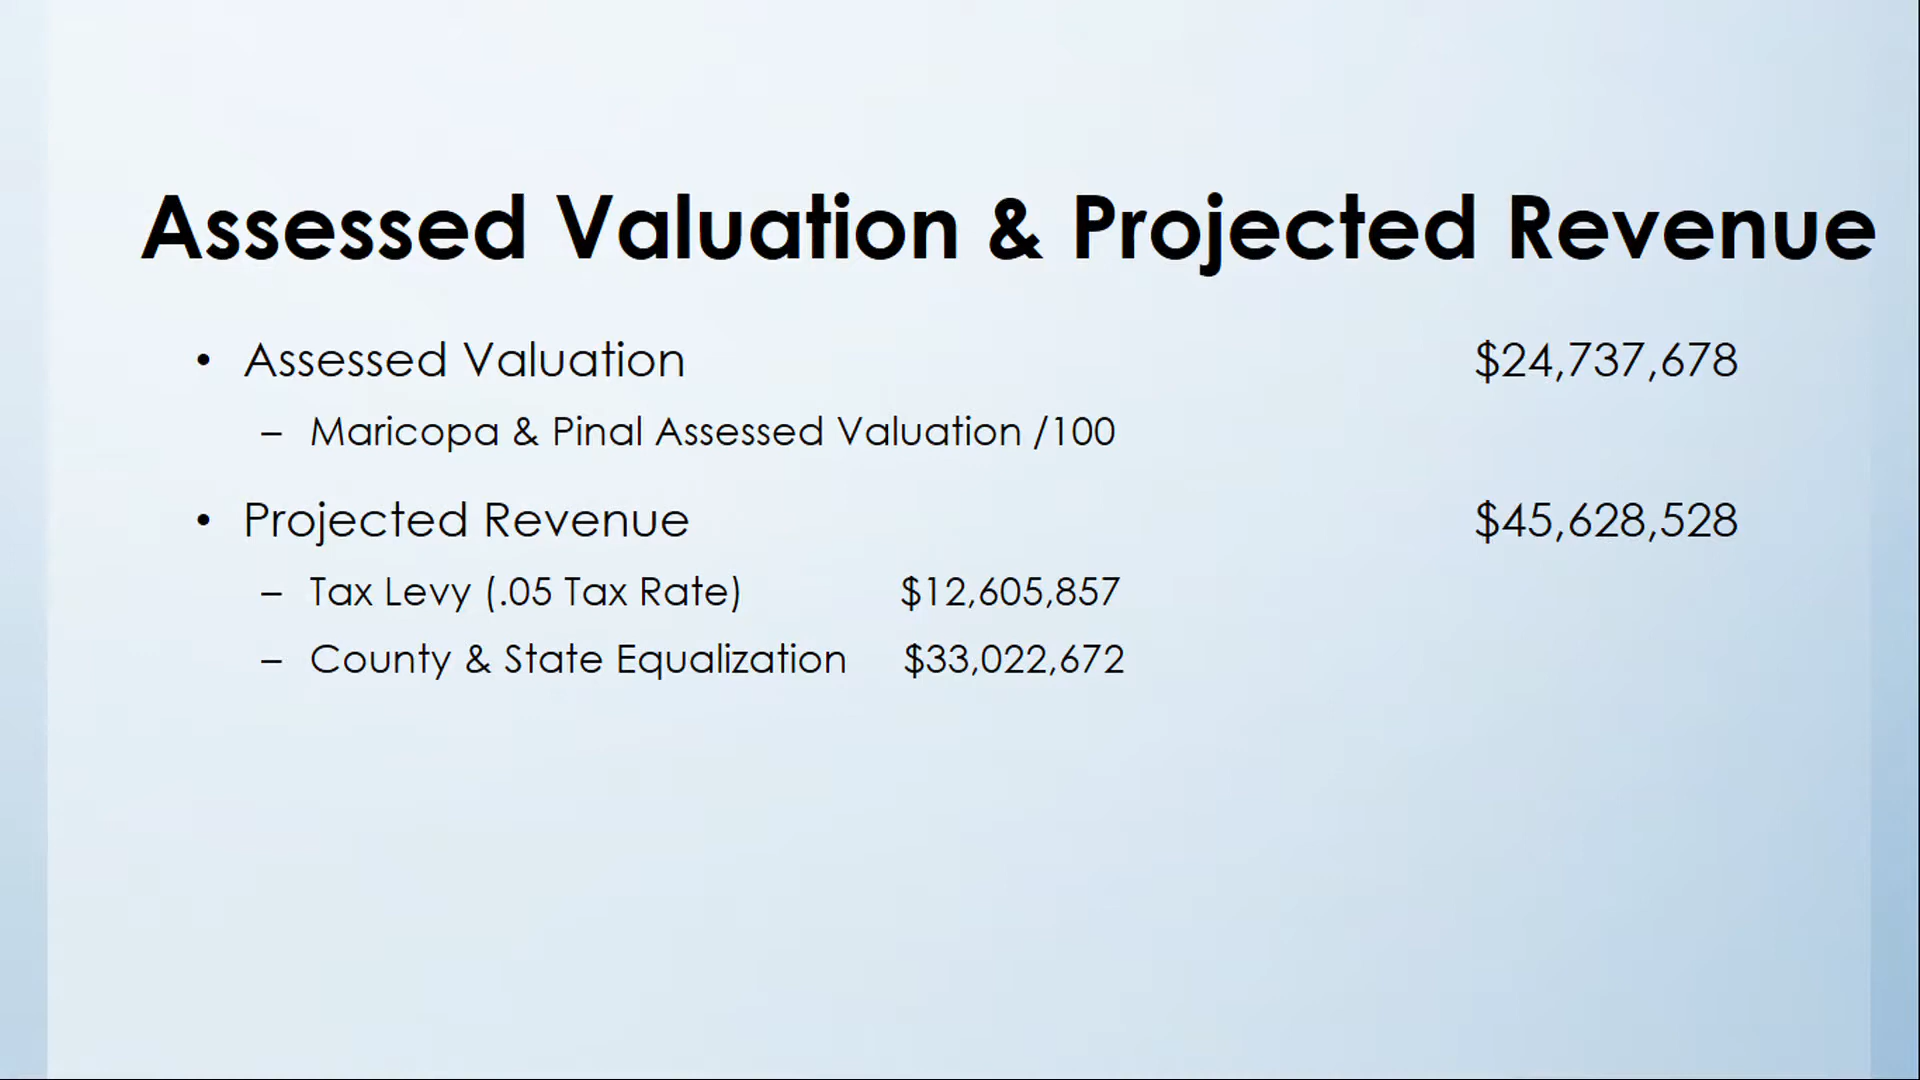 Assessed Valuation & Projected Revenue
• Assessed Valuation $24,737,678
– Maricopa & Pinal Assessed Valuation /100
• Projected Revenue $45,628,528
– Tax Levy (.05 Tax Rate) $12,605,857
– County & State Equalization $33,022,672